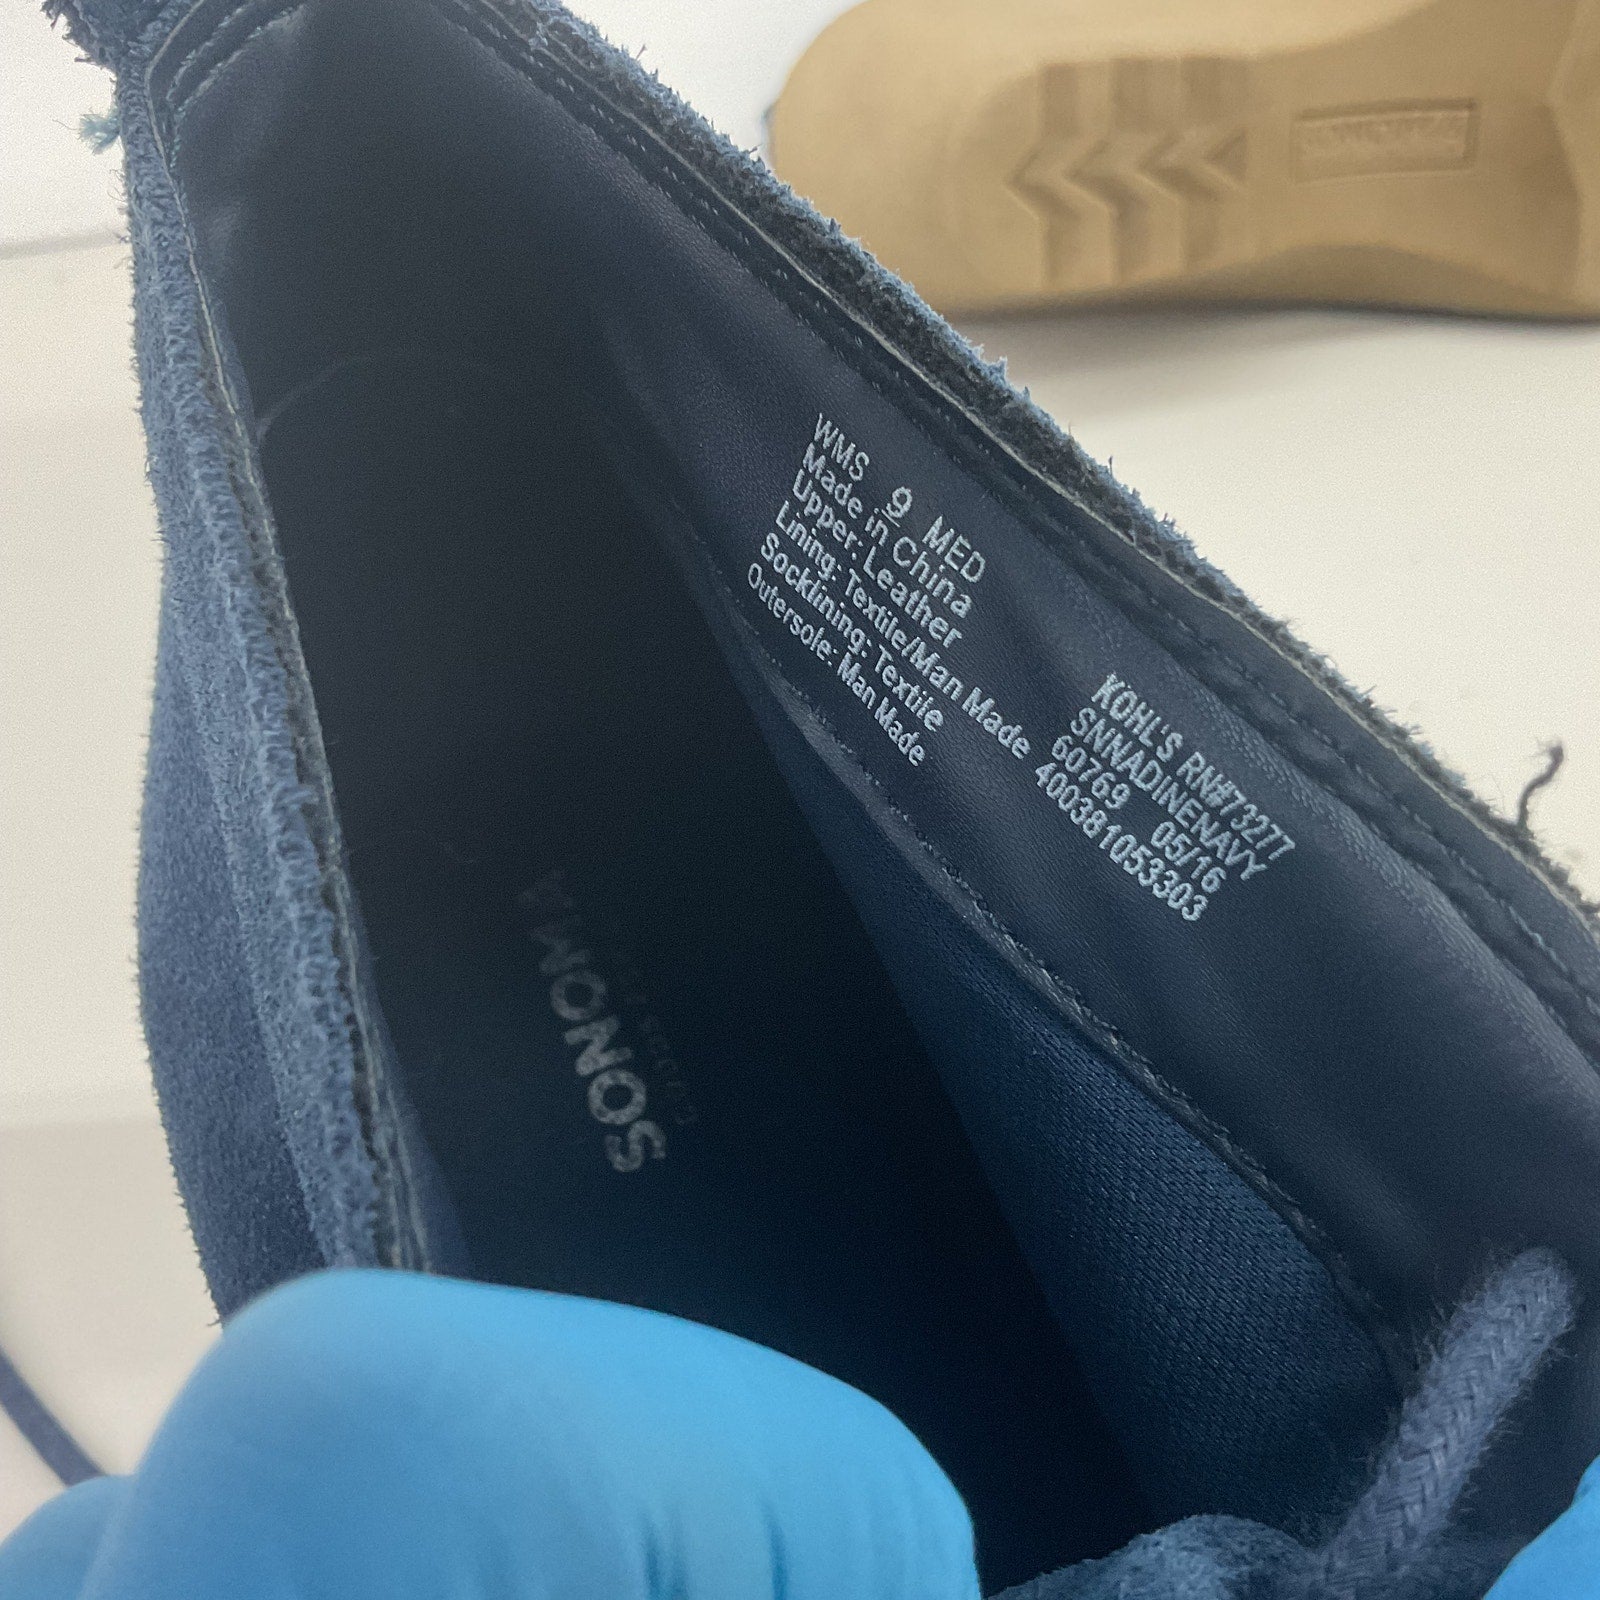 WMS 9 MED
Made in China
Upper: Leather
Lining: Textile/Man Made
Socklining: Textile
Outersole: Man Made
KOHL'S RN#73277
SNNADINENAVY
60769 05/16
400381053303
SONOMA